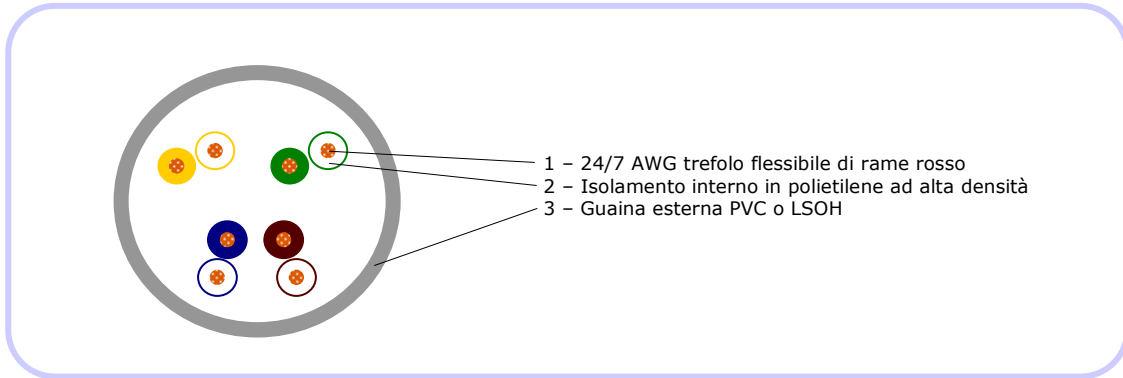 1 – 24/7 AWG trefolo flessibile di rame rosso
2 – Isolamento interno in polietilene ad alta densità
3 – Guaina esterna PVC o LSOH